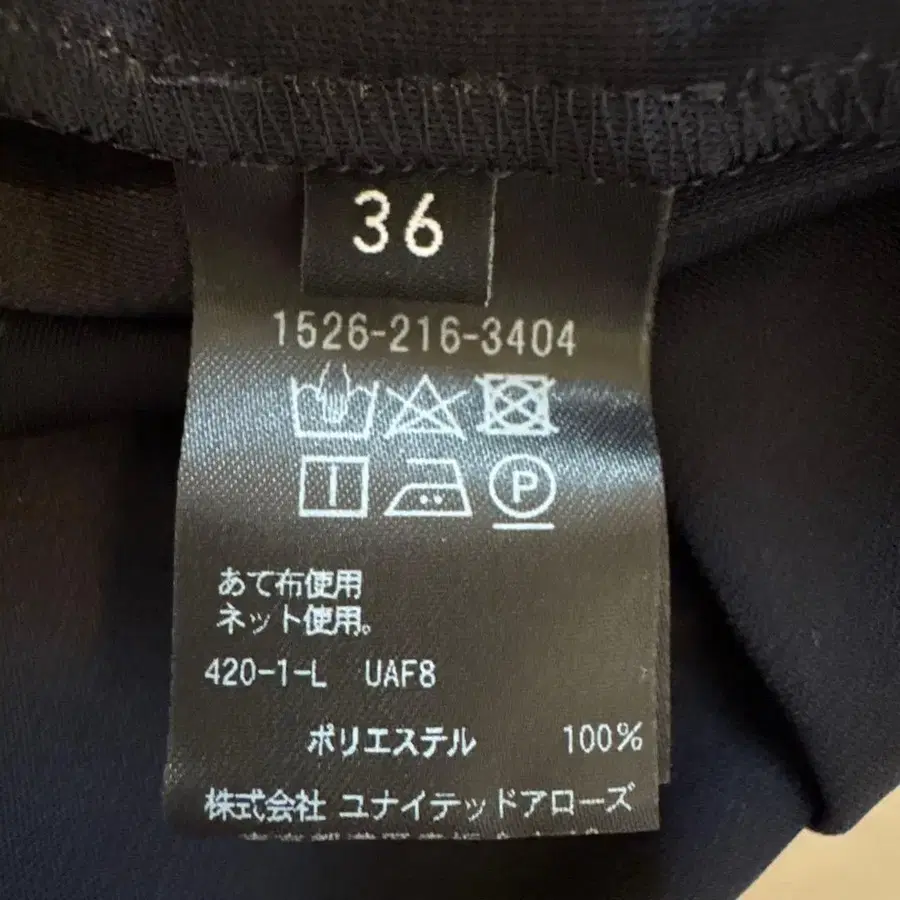 36
1526-216-3404
P
あて布使用
ネット使用。
420-1-L UAF8
ポリエステル 100%
株式会社 ユナイテッドアローズ